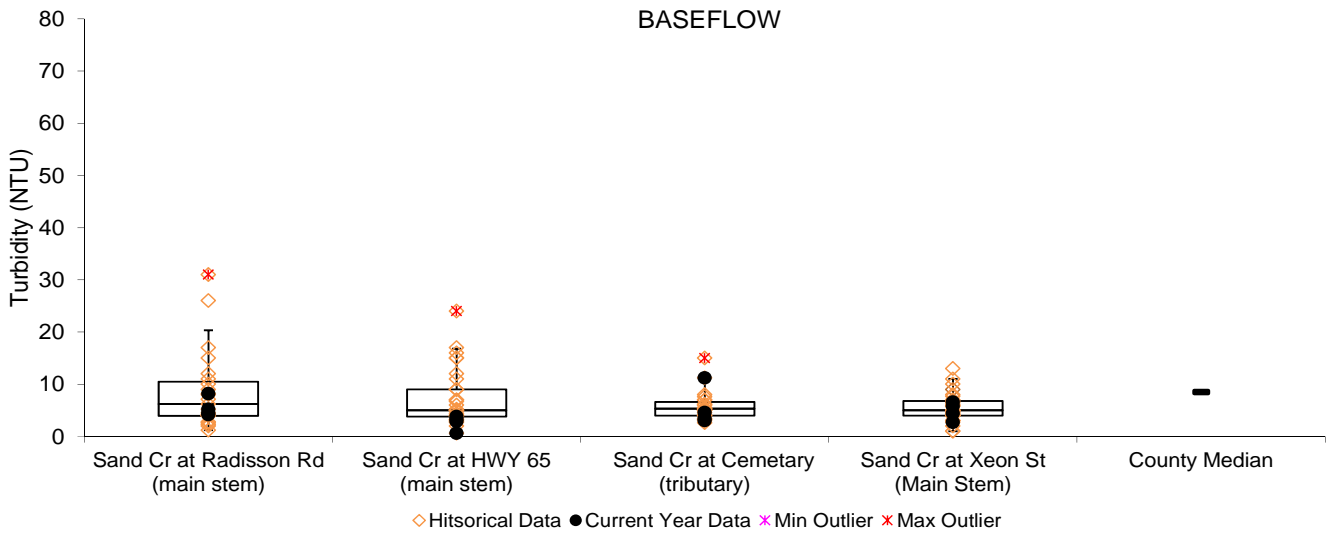 BASEFLOW
80
70
60
50
40
30
20
10
0
Turbidity (NTU)
Sand Cr at Radisson Rd
(main stem)
Sand Cr at HWY 65
(main stem)
Sand Cr at Cemetary
(tributary)
Sand Cr at Xeon St
(Main Stem)
County Median
Hitsorical Data
Current Year Data
Min Outlier
Max Outlier